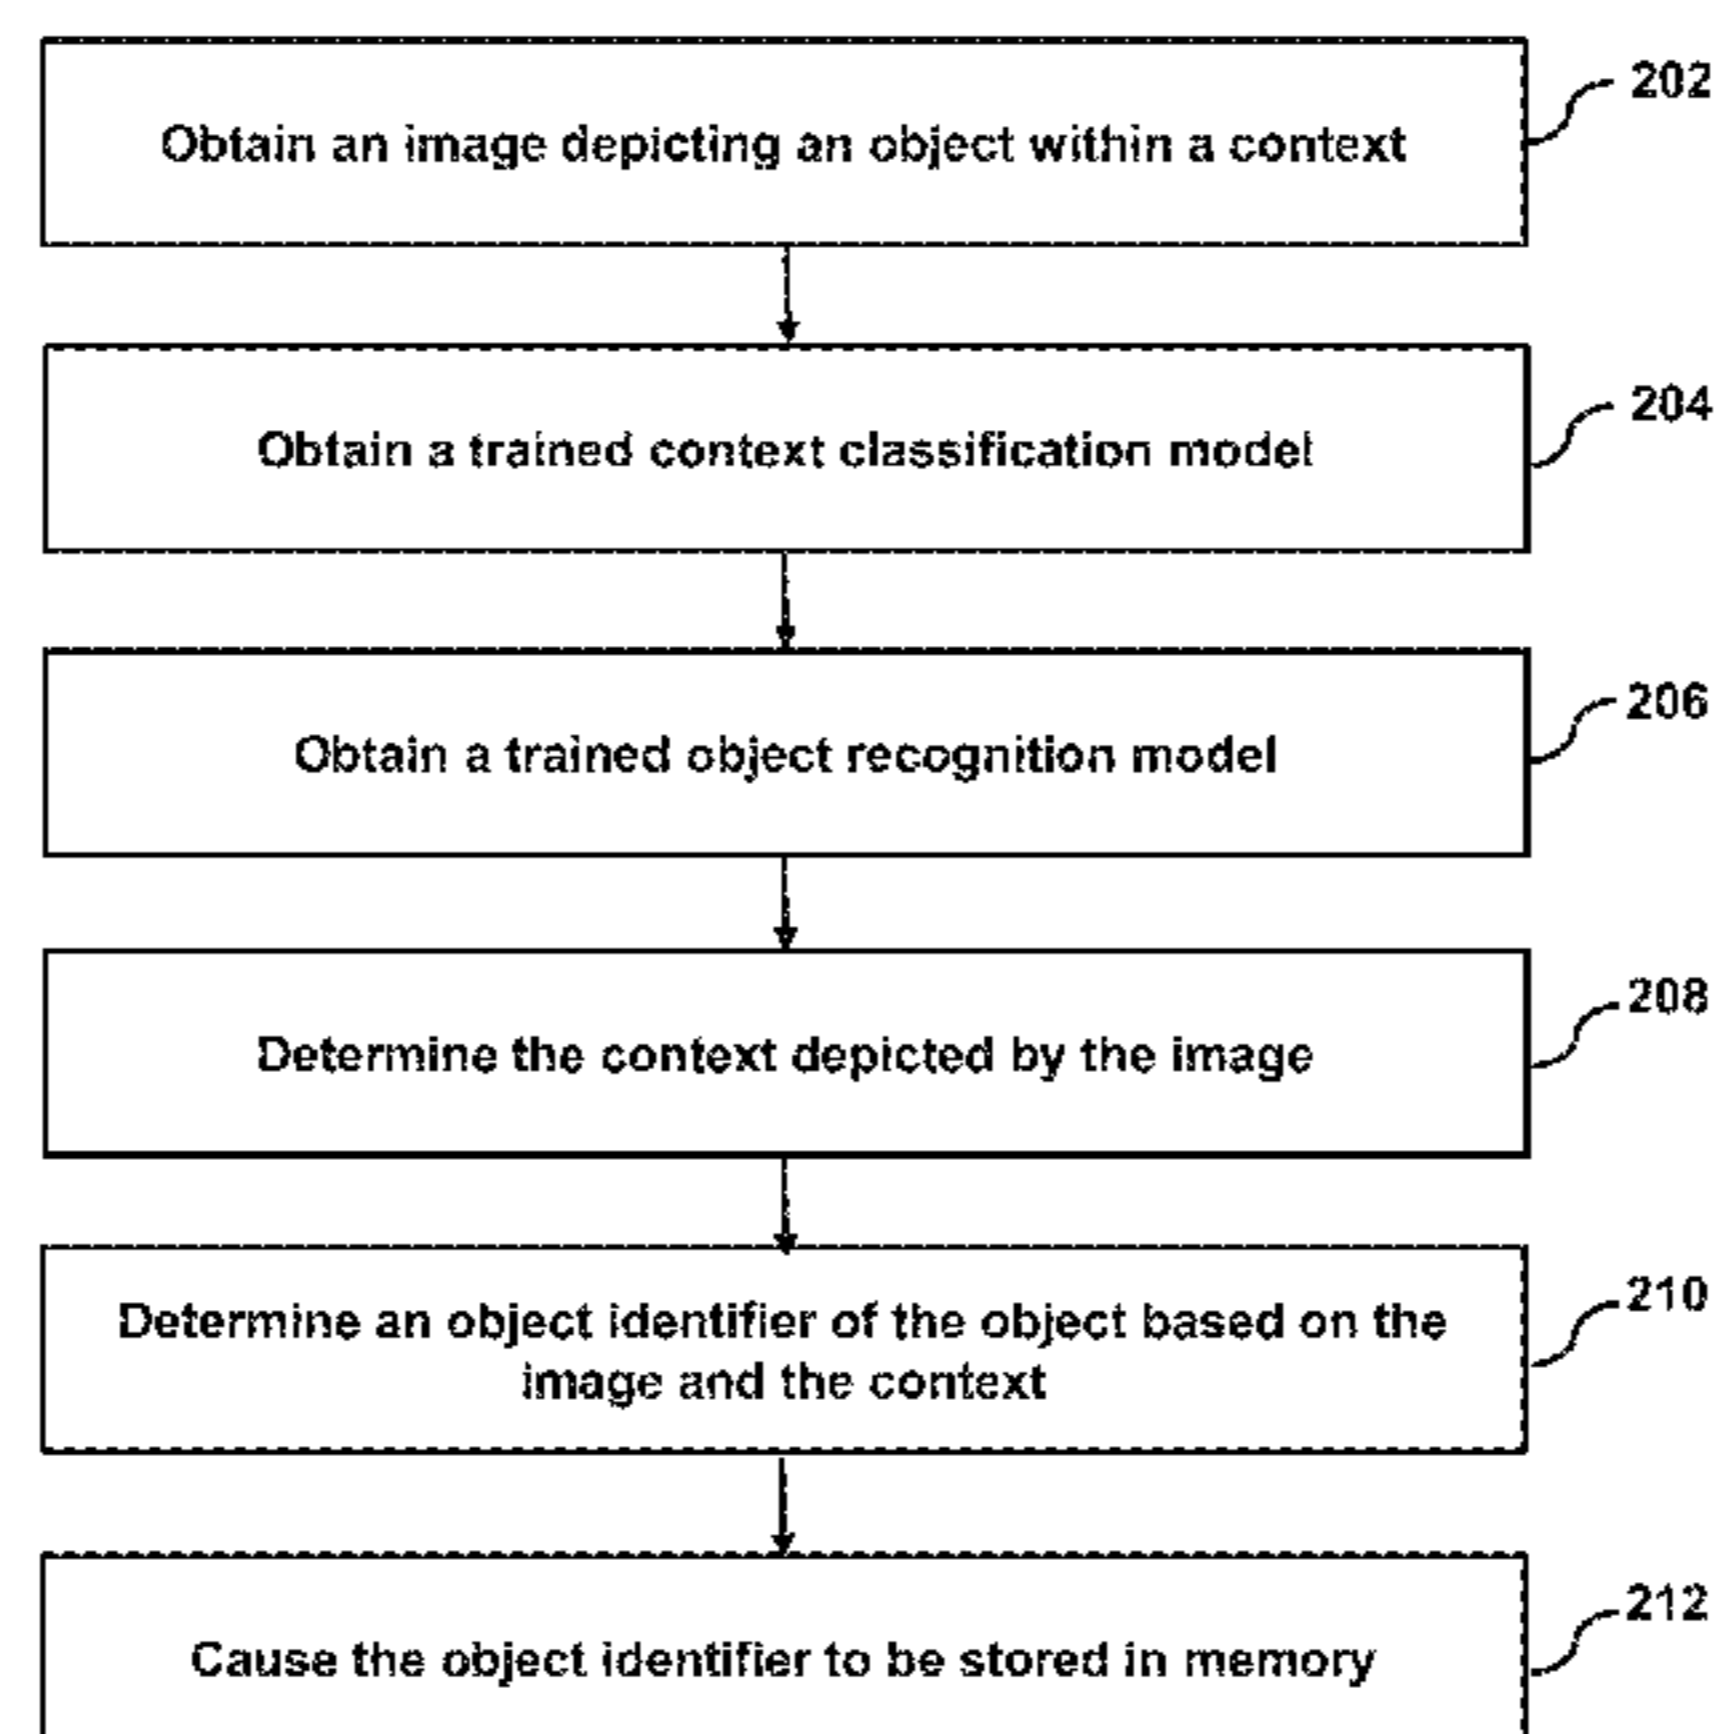 202
Obtain an image depicting an object within a context
204
Obtain a trained context classification model
206
Obtain a trained object recognition model
208
Determine the context depicted by the image
210
Determine an object identifier of the object based on the
image and the context
212
Cause the object identifier to be stored in memory